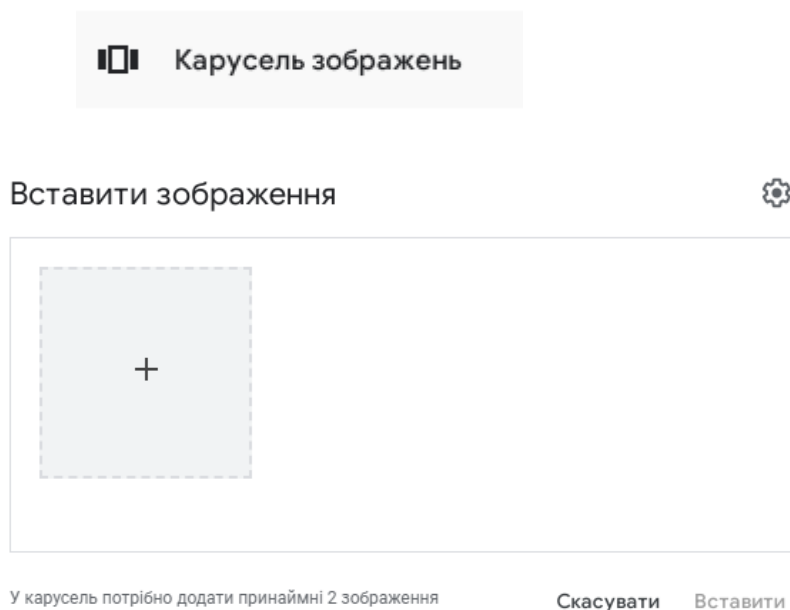 Карусель зображень
Вставити зображення
У карусель потрібно додати принаймні 2 зображення
Скасувати Вставити